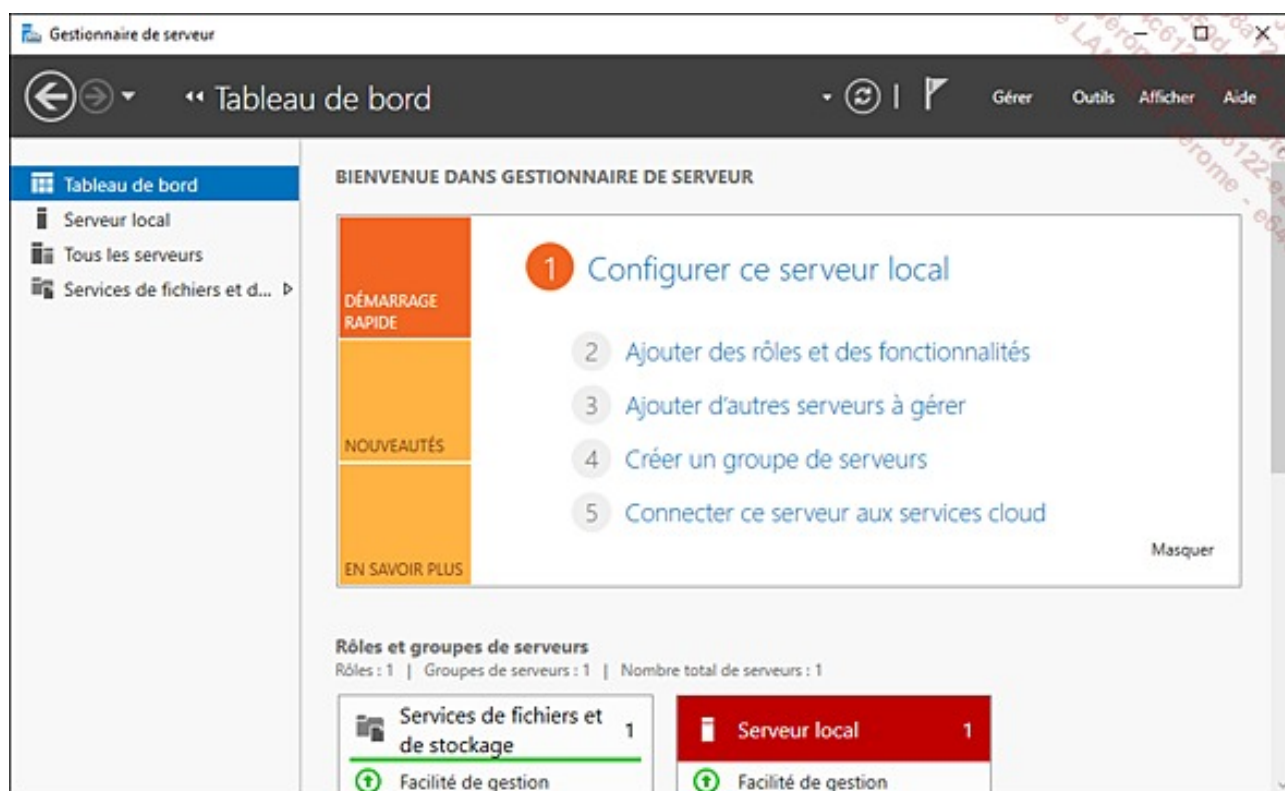 Gestionnaire de serveur
Tableau de bord
Gérer Outils Afficher Aide
Tableau de bord
Serveur local
Tous les serveurs
Services de fichiers et d...
BIENVENUE DANS GESTIONNAIRE DE SERVEUR
DÉMARRAGE
RAPIDE
NOUVEAUTÉS
EN SAVOIR PLUS
1 Configurer ce serveur local
2 Ajouter des rôles et des fonctionnalités
3 Ajouter d'autres serveurs à gérer
4 Créer un groupe de serveurs
5 Connecter ce serveur aux services cloud
Masquer
Rôles et groupes de serveurs
Rôles : 1 | Groupes de serveurs : 1 | Nombre total de serveurs : 1
Services de fichiers et
de stockage
1
Facilité de gestion
Serveur local 1
Facilité de gestion